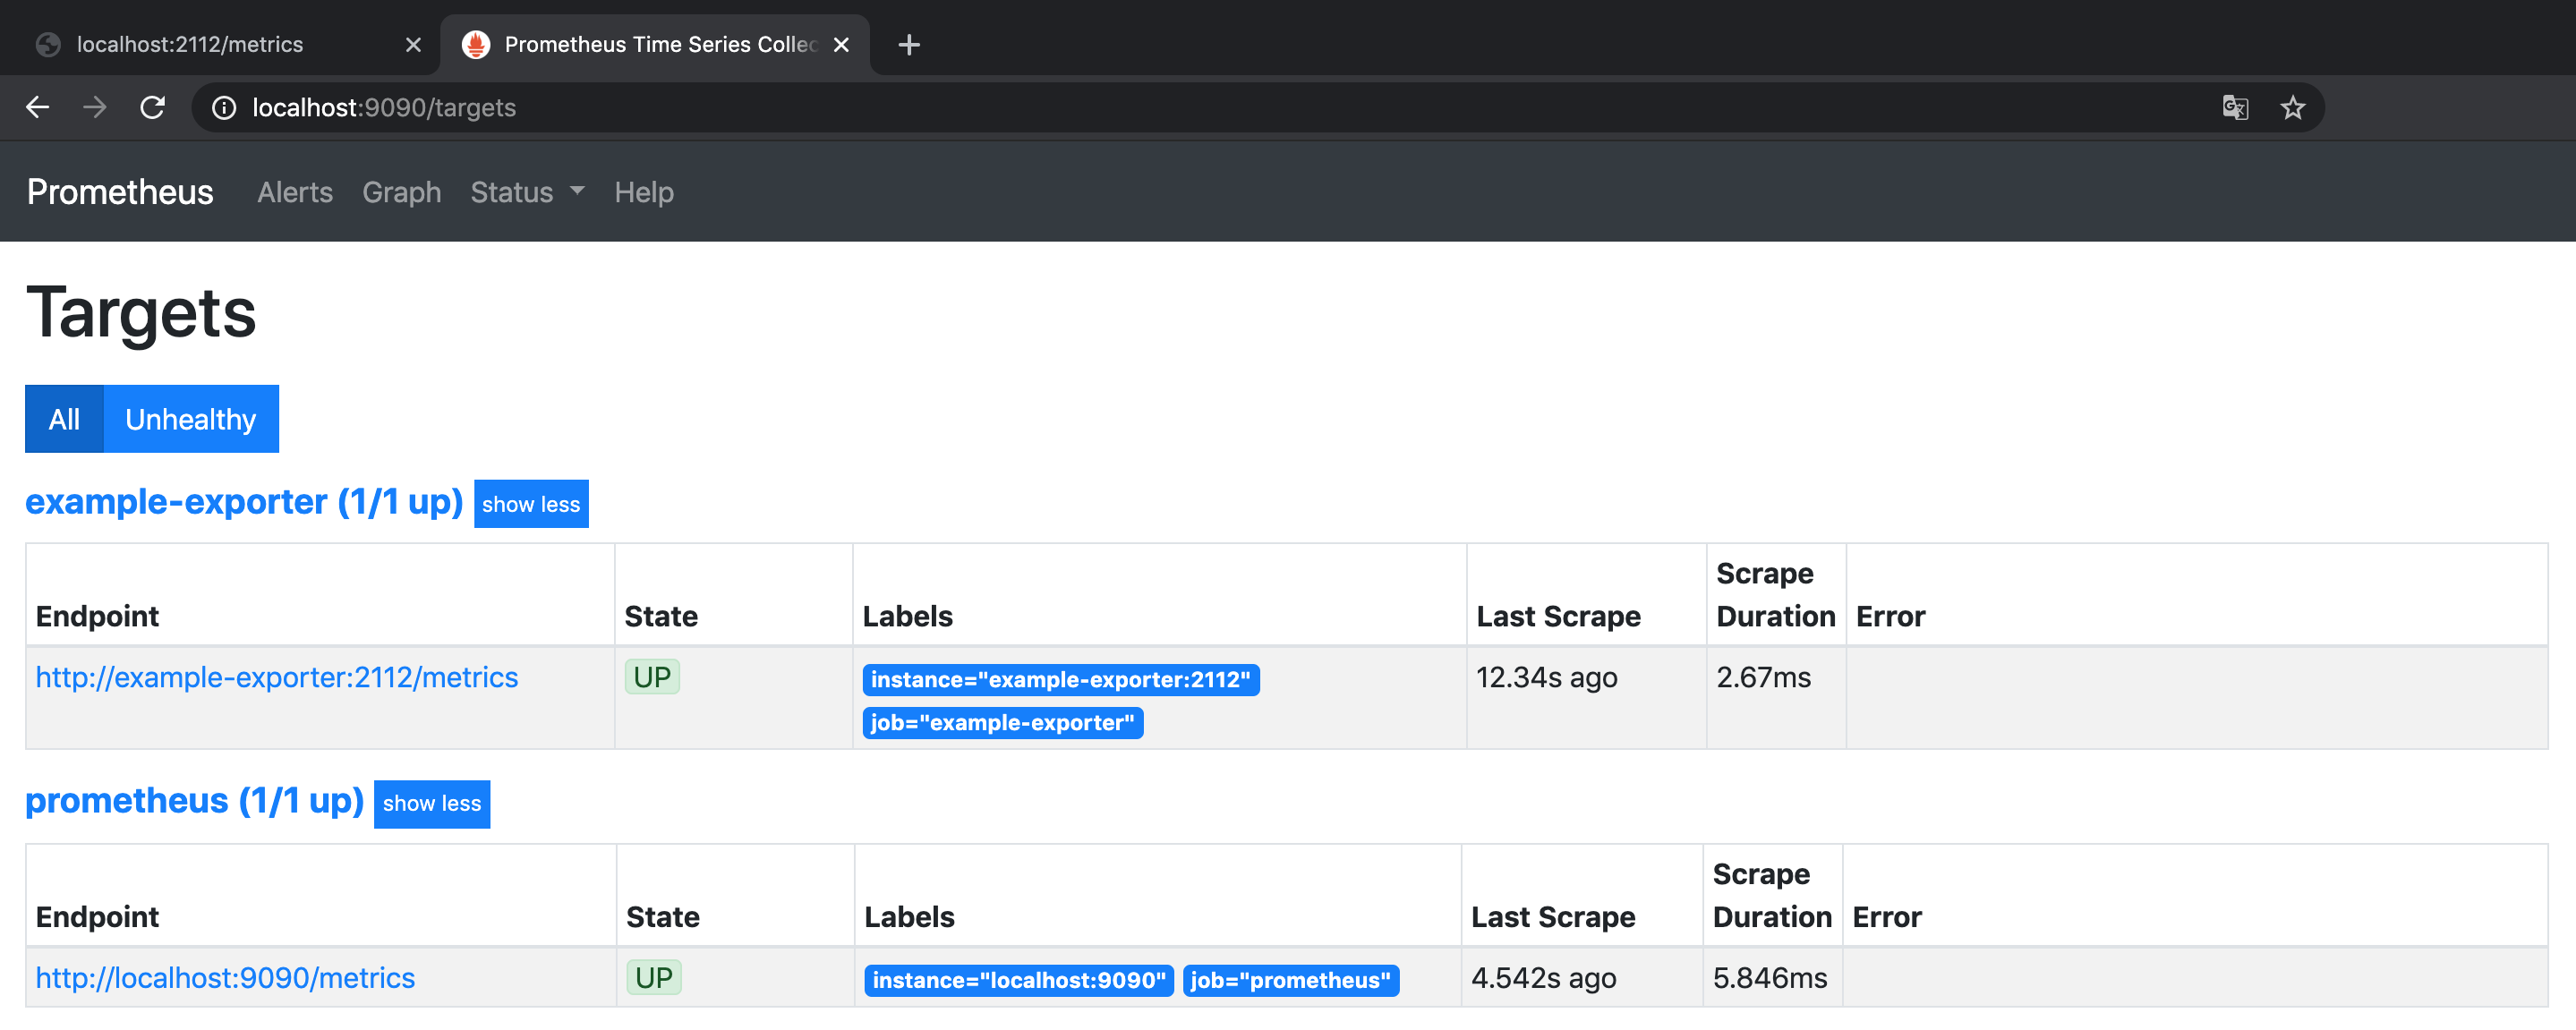 localhost:2112/metrics
Prometheus Time Series Collec
localhost:9090/targets
Prometheus Alerts Graph Status Help
Targets
All Unhealthy
example-exporter (1/1 up) show less
Endpoint State Labels Last Scrape Scrape Duration Error
http://example-exporter:2112/metrics UP instance="example-exporter:2112" 12.34s ago 2.67ms
job="example-exporter"
prometheus (1/1 up) show less
Endpoint State Labels Last Scrape Scrape Duration Error
http://localhost:9090/metrics UP instance="localhost:9090" job="prometheus" 4.542s ago 5.846ms